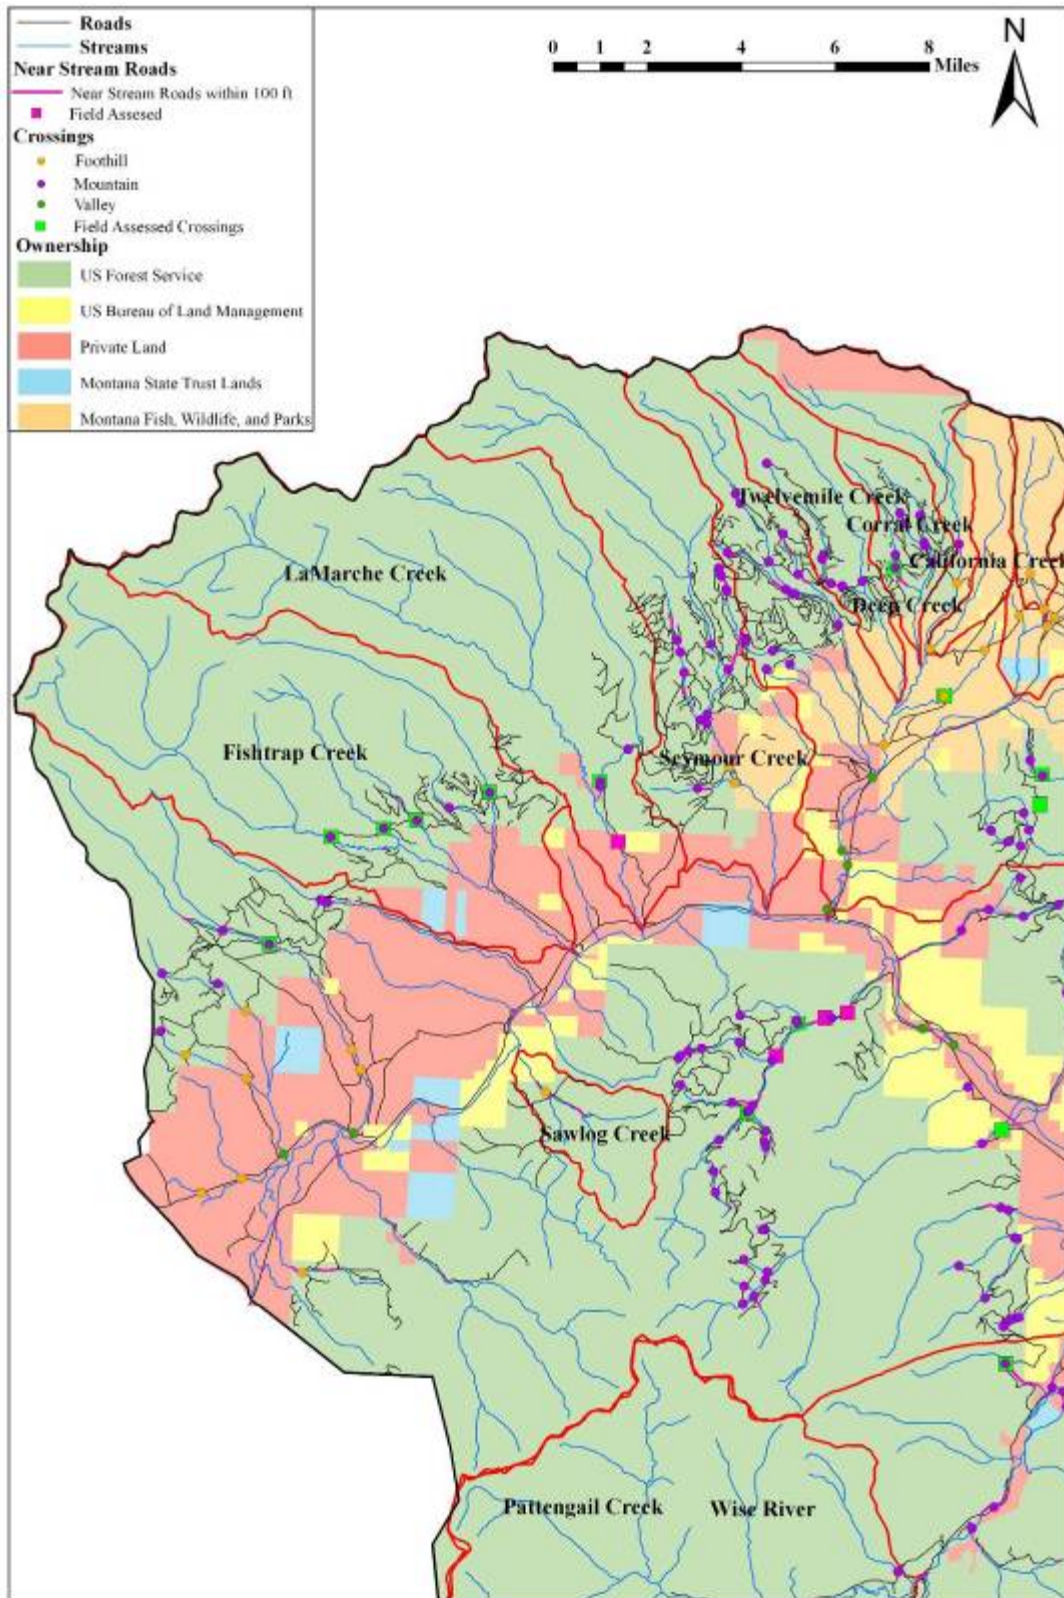 Roads
Streams
Near Stream Roads
Near Stream Roads within 100 ft
Field Assesed
Crossings
Foothill
Mountain
Valley
Field Assessed Crossings
Ownership
US Forest Service
US Bureau of Land Management
Private Land
Montana State Trust Lands
Montana Fish, Wildlife, and Parks
0 1 2 4 6 8
Miles
N
Twelvemile Creek
Corral Creek
California Creek
LaMarche Creek
Deep Creek
Fishtrap Creek
Seymour Creek
Sawlog Creek
Pattengail Creek
Wise River